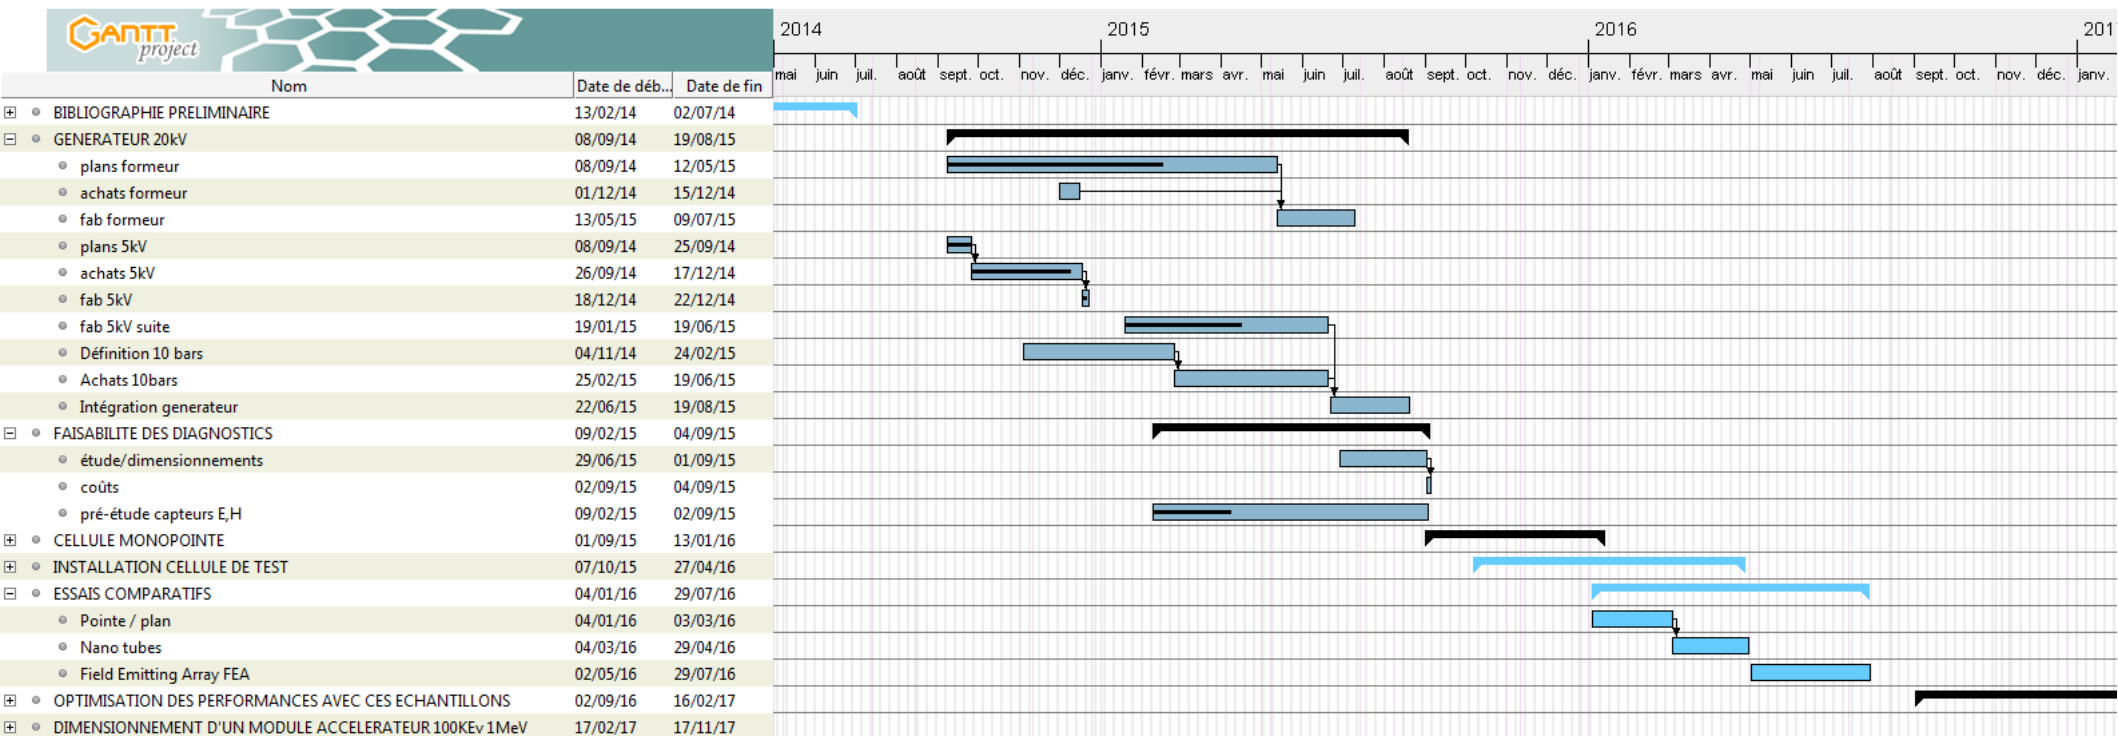 GANTT
project
2014 2015 2016 201
mai juin juil. août sept. oct. nov. déc. janv. févr. mars avr. mai juin juil. août sept. oct. nov. déc. janv. févr. mars avr. mai juin juil. août sept. oct. nov. déc. janv.
Nom Date de déb... Date de fin
BIBLIOGRAPHIE PRELIMINAIRE 13/02/14 02/07/14
GENERATEUR 20kV 08/09/14 19/08/15
plans formeur 08/09/14 12/05/15
achats formeur 01/12/14 15/12/14
fab formeur 13/05/15 09/07/15
plans 5kV 08/09/14 25/09/14
achats 5kV 26/09/14 17/12/14
fab 5kV 18/12/14 22/12/14
fab 5kV suite 19/01/15 19/06/15
Définition 10 bars 04/11/14 24/02/15
Achats 10bars 25/02/15 19/06/15
Intégration generateur 22/06/15 19/08/15
FAISABILITE DES DIAGNOSTICS 09/02/15 04/09/15
étude/dimensionnements 29/06/15 01/09/15
coûts 02/09/15 04/09/15
pré-étude capteurs E,H 09/02/15 02/09/15
CELLULE MONOPOINTE 01/09/15 13/01/16
INSTALLATION CELLULE DE TEST 07/10/15 27/04/16
ESSAIS COMPARATIFS 04/01/16 29/07/16
Pointe / plan 04/01/16 03/03/16
Nano tubes 04/03/16 29/04/16
Field Emitting Array FEA 02/05/16 29/07/16
OPTIMISATION DES PERFORMANCES AVEC CES ECHANTILLONS 02/09/16 16/02/17
DIMENSIONNEMENT D'UN MODULE ACCELERATEUR 100KEv 1MeV 17/02/17 17/11/17